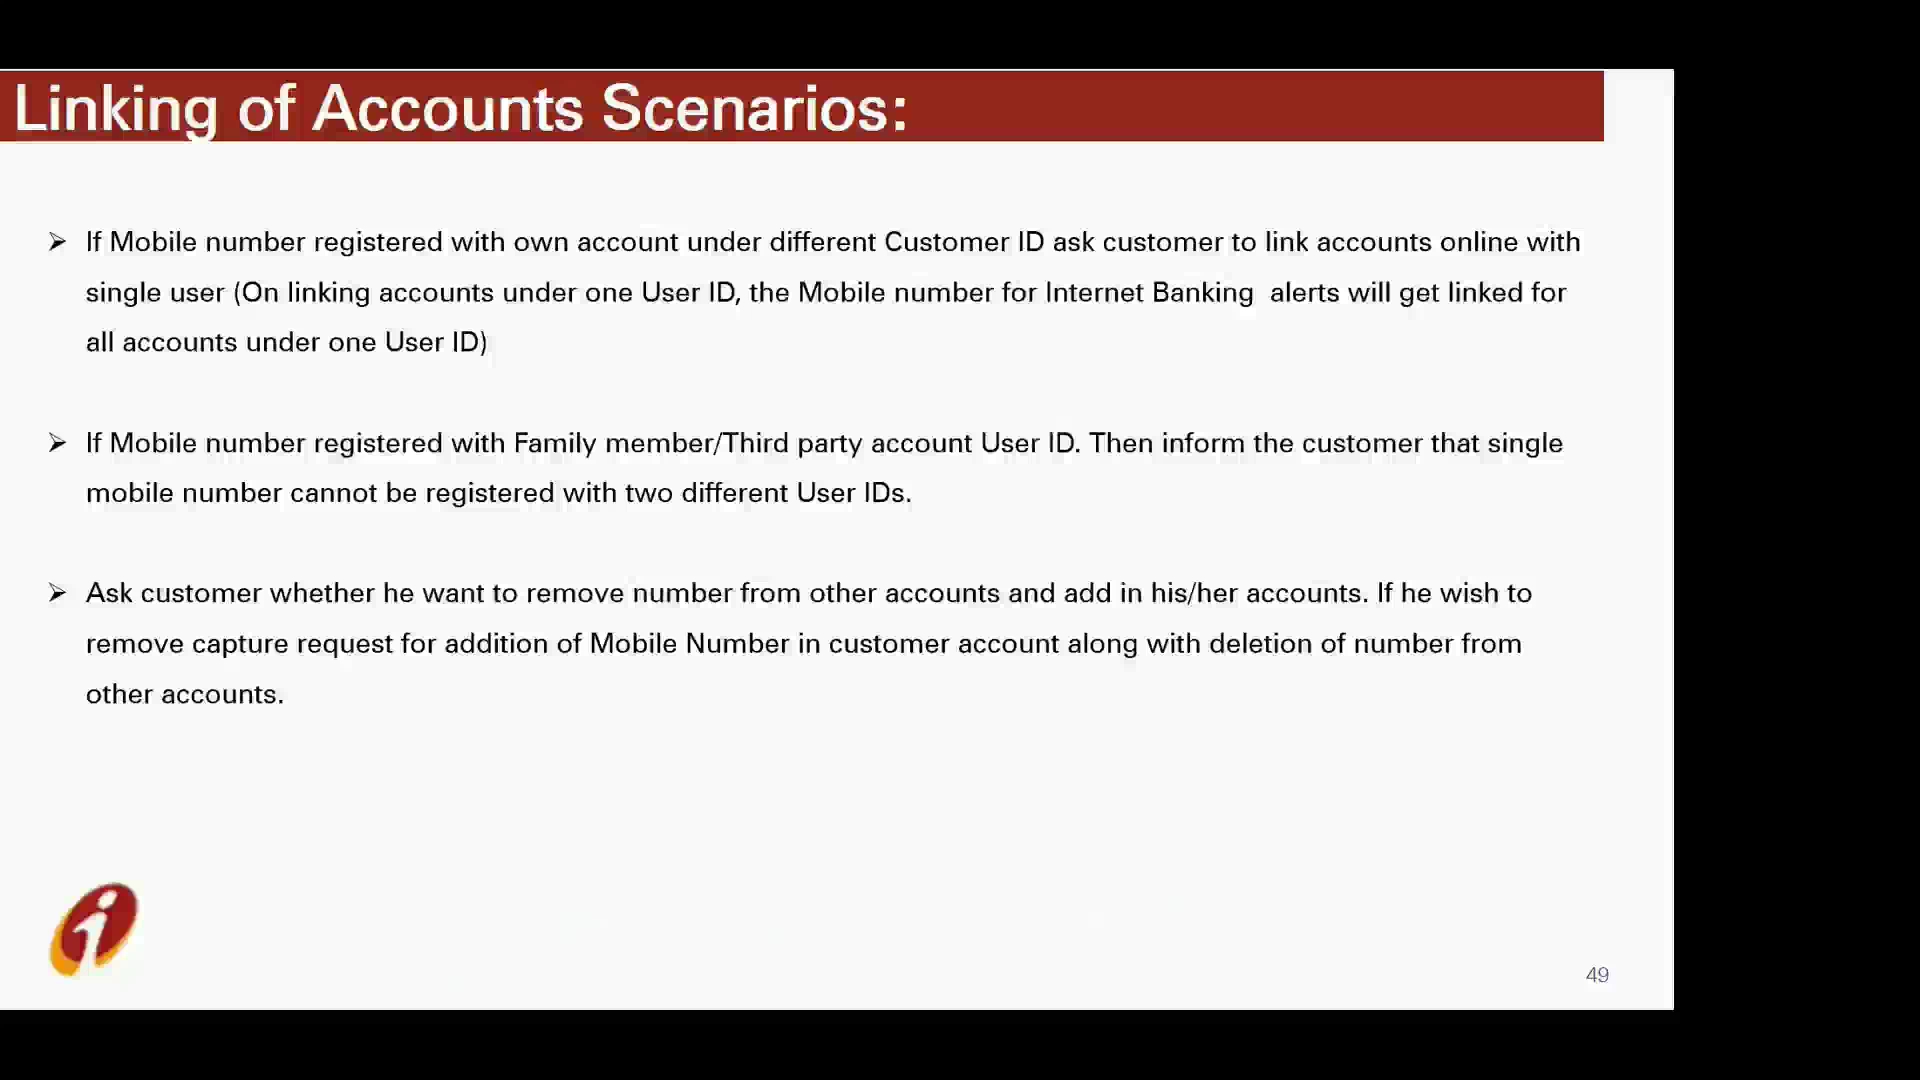 Linking of Accounts Scenarios:
➢ If Mobile number registered with own account under different Customer ID ask customer to link accounts online with
single user (On linking accounts under one User ID, the Mobile number for Internet Banking  alerts will get linked for
all accounts under one User ID)
➢ If Mobile number registered with Family member/Third party account User ID. Then inform the customer that single
mobile number cannot be registered with two different User IDs.
➢ Ask customer whether he want to remove number from other accounts and add in his/her accounts. If he wish to
remove capture request for addition of Mobile Number in customer account along with deletion of number from
other accounts.
49